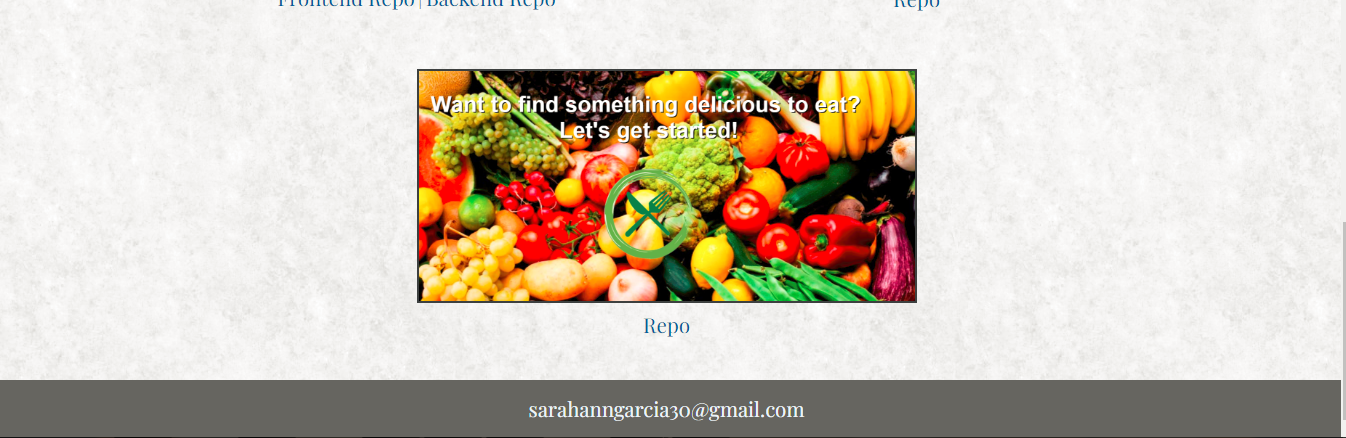 Frontend Repo | Backend Repo
Repo
Want to find something delicious to eat?
Let's get started!
Repo
sarahanngarcia30@gmail.com